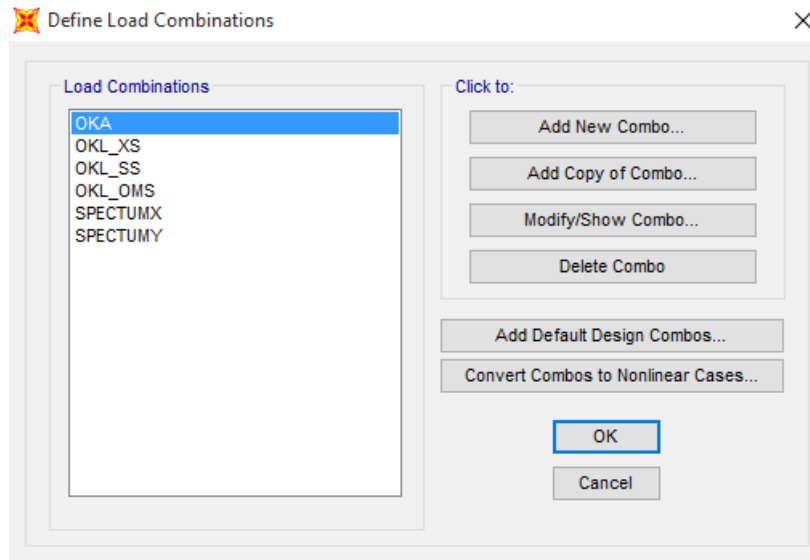 Define Load Combinations
Load Combinations
OKA
OKL_XS
OKL_SS
OKL_OMS
SPECTUMX
SPECTUMY
Click to:
Add New Combo...
Add Copy of Combo...
Modify/Show Combo...
Delete Combo
Add Default Design Combos...
Convert Combos to Nonlinear Cases...
OK
Cancel